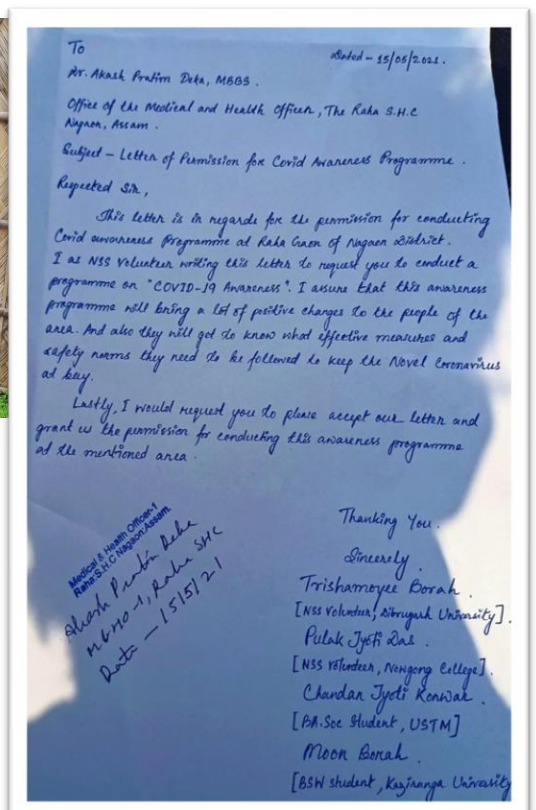 To
Dated - 15/05/2021.
Dr. Akash Pratim Deka, MBBS.
Office of the Medical and Health Officer, The Raha S.H.C
Nagaon, Assam.
Subject - Letter of Permission for Covid Awareness Programme.
Respected Sir,
This letter is in regards for the permission for conducting
Covid awareness Programme at Raha Gaon of Nagaon District.
I as NSS Volunteer writing this letter to request you to conduct a
programme on "COVID-19 Awareness". I assure that this awareness
programme will bring a lot of positive changes to the people of the
area. And also they will get to know what effective measures and
safety norms they need to be followed to keep the Novel Coronavirus
at bay.
Lastly, I would request you to please accept our letter and
grant us the permission for conducting this awareness programme
at the mentioned area.
Medical & Health Officer-1
Raha S.H.C Nagaon, Assam
Akash Pratim Deka
M&HO-1, Raha SHC
Date - 15/5/21
Thanking You.
Sincerely
Trishamoyee Borah.
[NSS Volunteer, Dibrugarh University].
Pulak Jyoti Das.
[NSS Volunteer, Nowgong College].
Chandan Jyoti Konwar.
[BA.Soc Student, USTM]
Moon Borah.
[BSW student, Kaziranga University